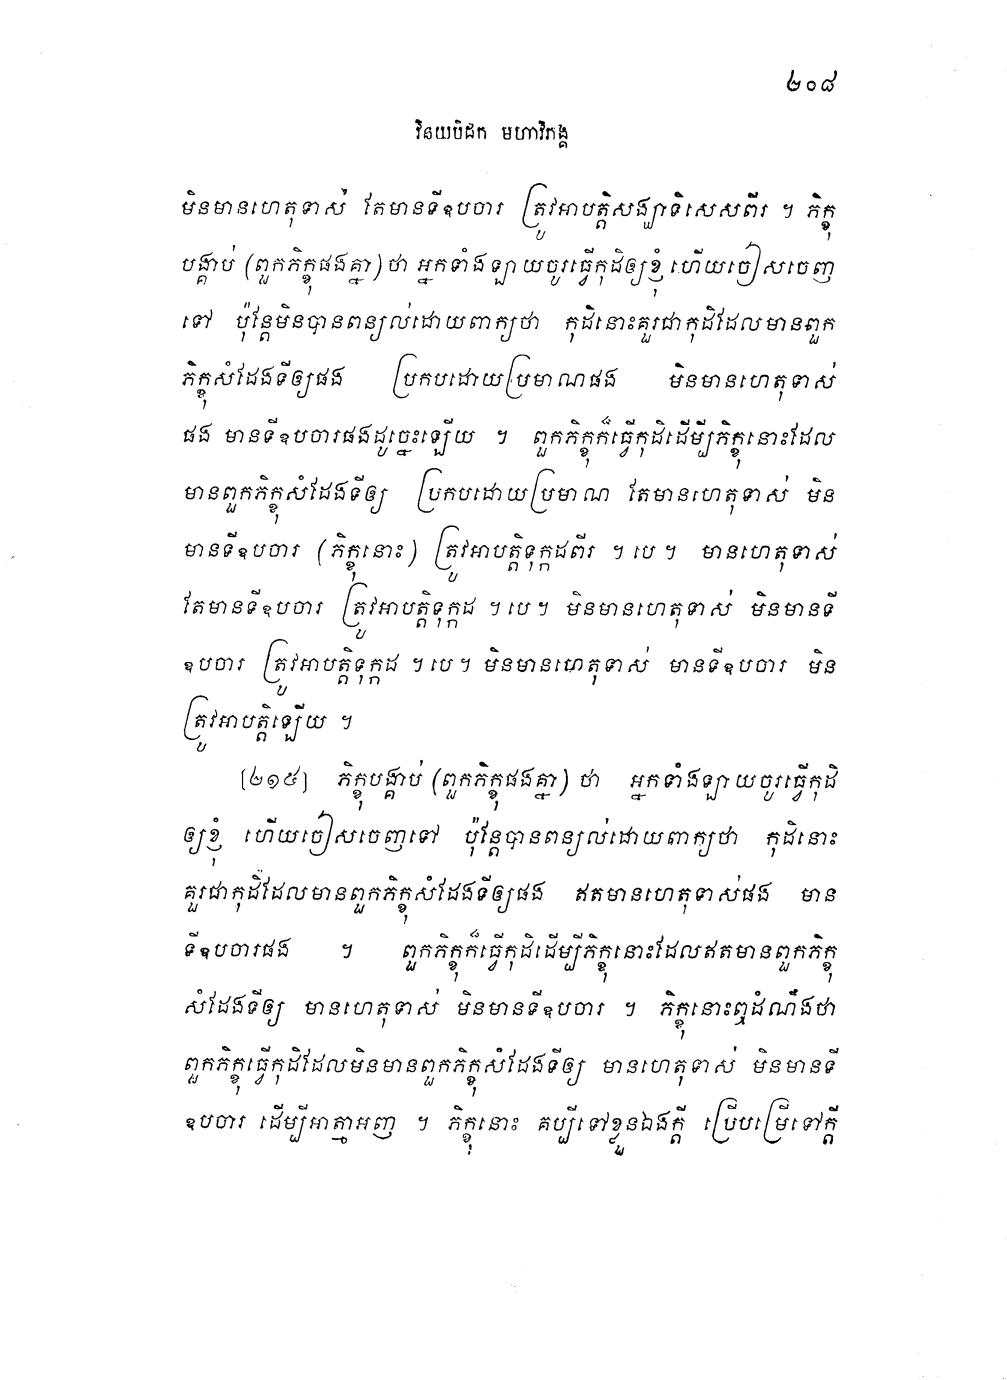 ២០៨
វិនយបិដក មហាវិភង្គ
មិនមានហេតុទាស់ តែមានទីឧបចារ ត្រូវអាបត្តិសង្ឃាទិសេសពីរ ។ ភិក្ខុ
បង្គាប់ (ពួកភិក្ខុផងគ្នា) ថា អ្នកទាំងឡាយចូរធ្វើកុដិឲ្យខ្ញុំ ហើយចៀសចេញ
ទៅ ប៉ុន្តែមិនបានពន្យល់ដោយពាក្យថា កុដិនោះគួរជាកុដិដែលមានពួក
ភិក្ខុសំដែងទីឲ្យផង ប្រកបដោយប្រមាណផង មិនមានហេតុទាស់
ផង មានទីឧបចារផងដូច្នេះឡើយ ។ ពួកភិក្ខុក៏ធ្វើកុដិដើម្បីភិក្ខុនោះដែល
មានពួកភិក្ខុសំដែងទីឲ្យ ប្រកបដោយប្រមាណ តែមានហេតុទាស់ មិន
មានទីឧបចារ (ភិក្ខុនោះ) ត្រូវអាបត្តិទុក្កដពីរ ។ បេ ។ មានហេតុទាស់
តែមានទីឧបចារ ត្រូវអាបត្តិទុក្កដ ។ បេ ។ មិនមានហេតុទាស់ មិនមានទី
ឧបចារ ត្រូវអាបត្តិទុក្កដ ។ បេ ។ មិនមានហេតុទាស់ មានទីឧបចារ មិន
ត្រូវអាបត្តិឡើយ ។
[២១៥] ភិក្ខុបង្គាប់ (ពួកភិក្ខុផងគ្នា) ថា អ្នកទាំងឡាយចូរធ្វើកុដិ
ឲ្យខ្ញុំ ហើយចៀសចេញទៅ ប៉ុន្តែបានពន្យល់ដោយពាក្យថា កុដិនោះ
គួរជាកុដិដែលមានពួកភិក្ខុសំដែងទីឲ្យផង ឥតមានហេតុទាស់ផង មាន
ទីឧបចារផង ។ ពួកភិក្ខុក៏ធ្វើកុដិដើម្បីភិក្ខុនោះដែលឥតមានពួកភិក្ខុ
សំដែងទីឲ្យ មានហេតុទាស់ មិនមានទីឧបចារ ។ ភិក្ខុនោះឮដំណឹងថា
ពួកភិក្ខុធ្វើកុដិដែលមិនមានពួកភិក្ខុសំដែងទីឲ្យ មានហេតុទាស់ មិនមានទី
ឧបចារ ដើម្បីអាត្មាអញ ។ ភិក្ខុនោះ គប្បីទៅខ្លួនឯងក្តី ប្រើបម្រើទៅក្តី